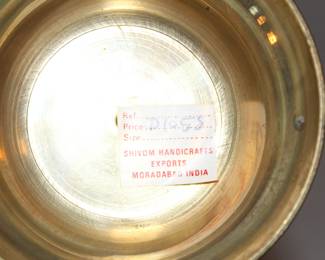 Ref.
Price:
Size
SHIVOM HANDICRAFTS
EXPORTS
MORADABAD INDIA